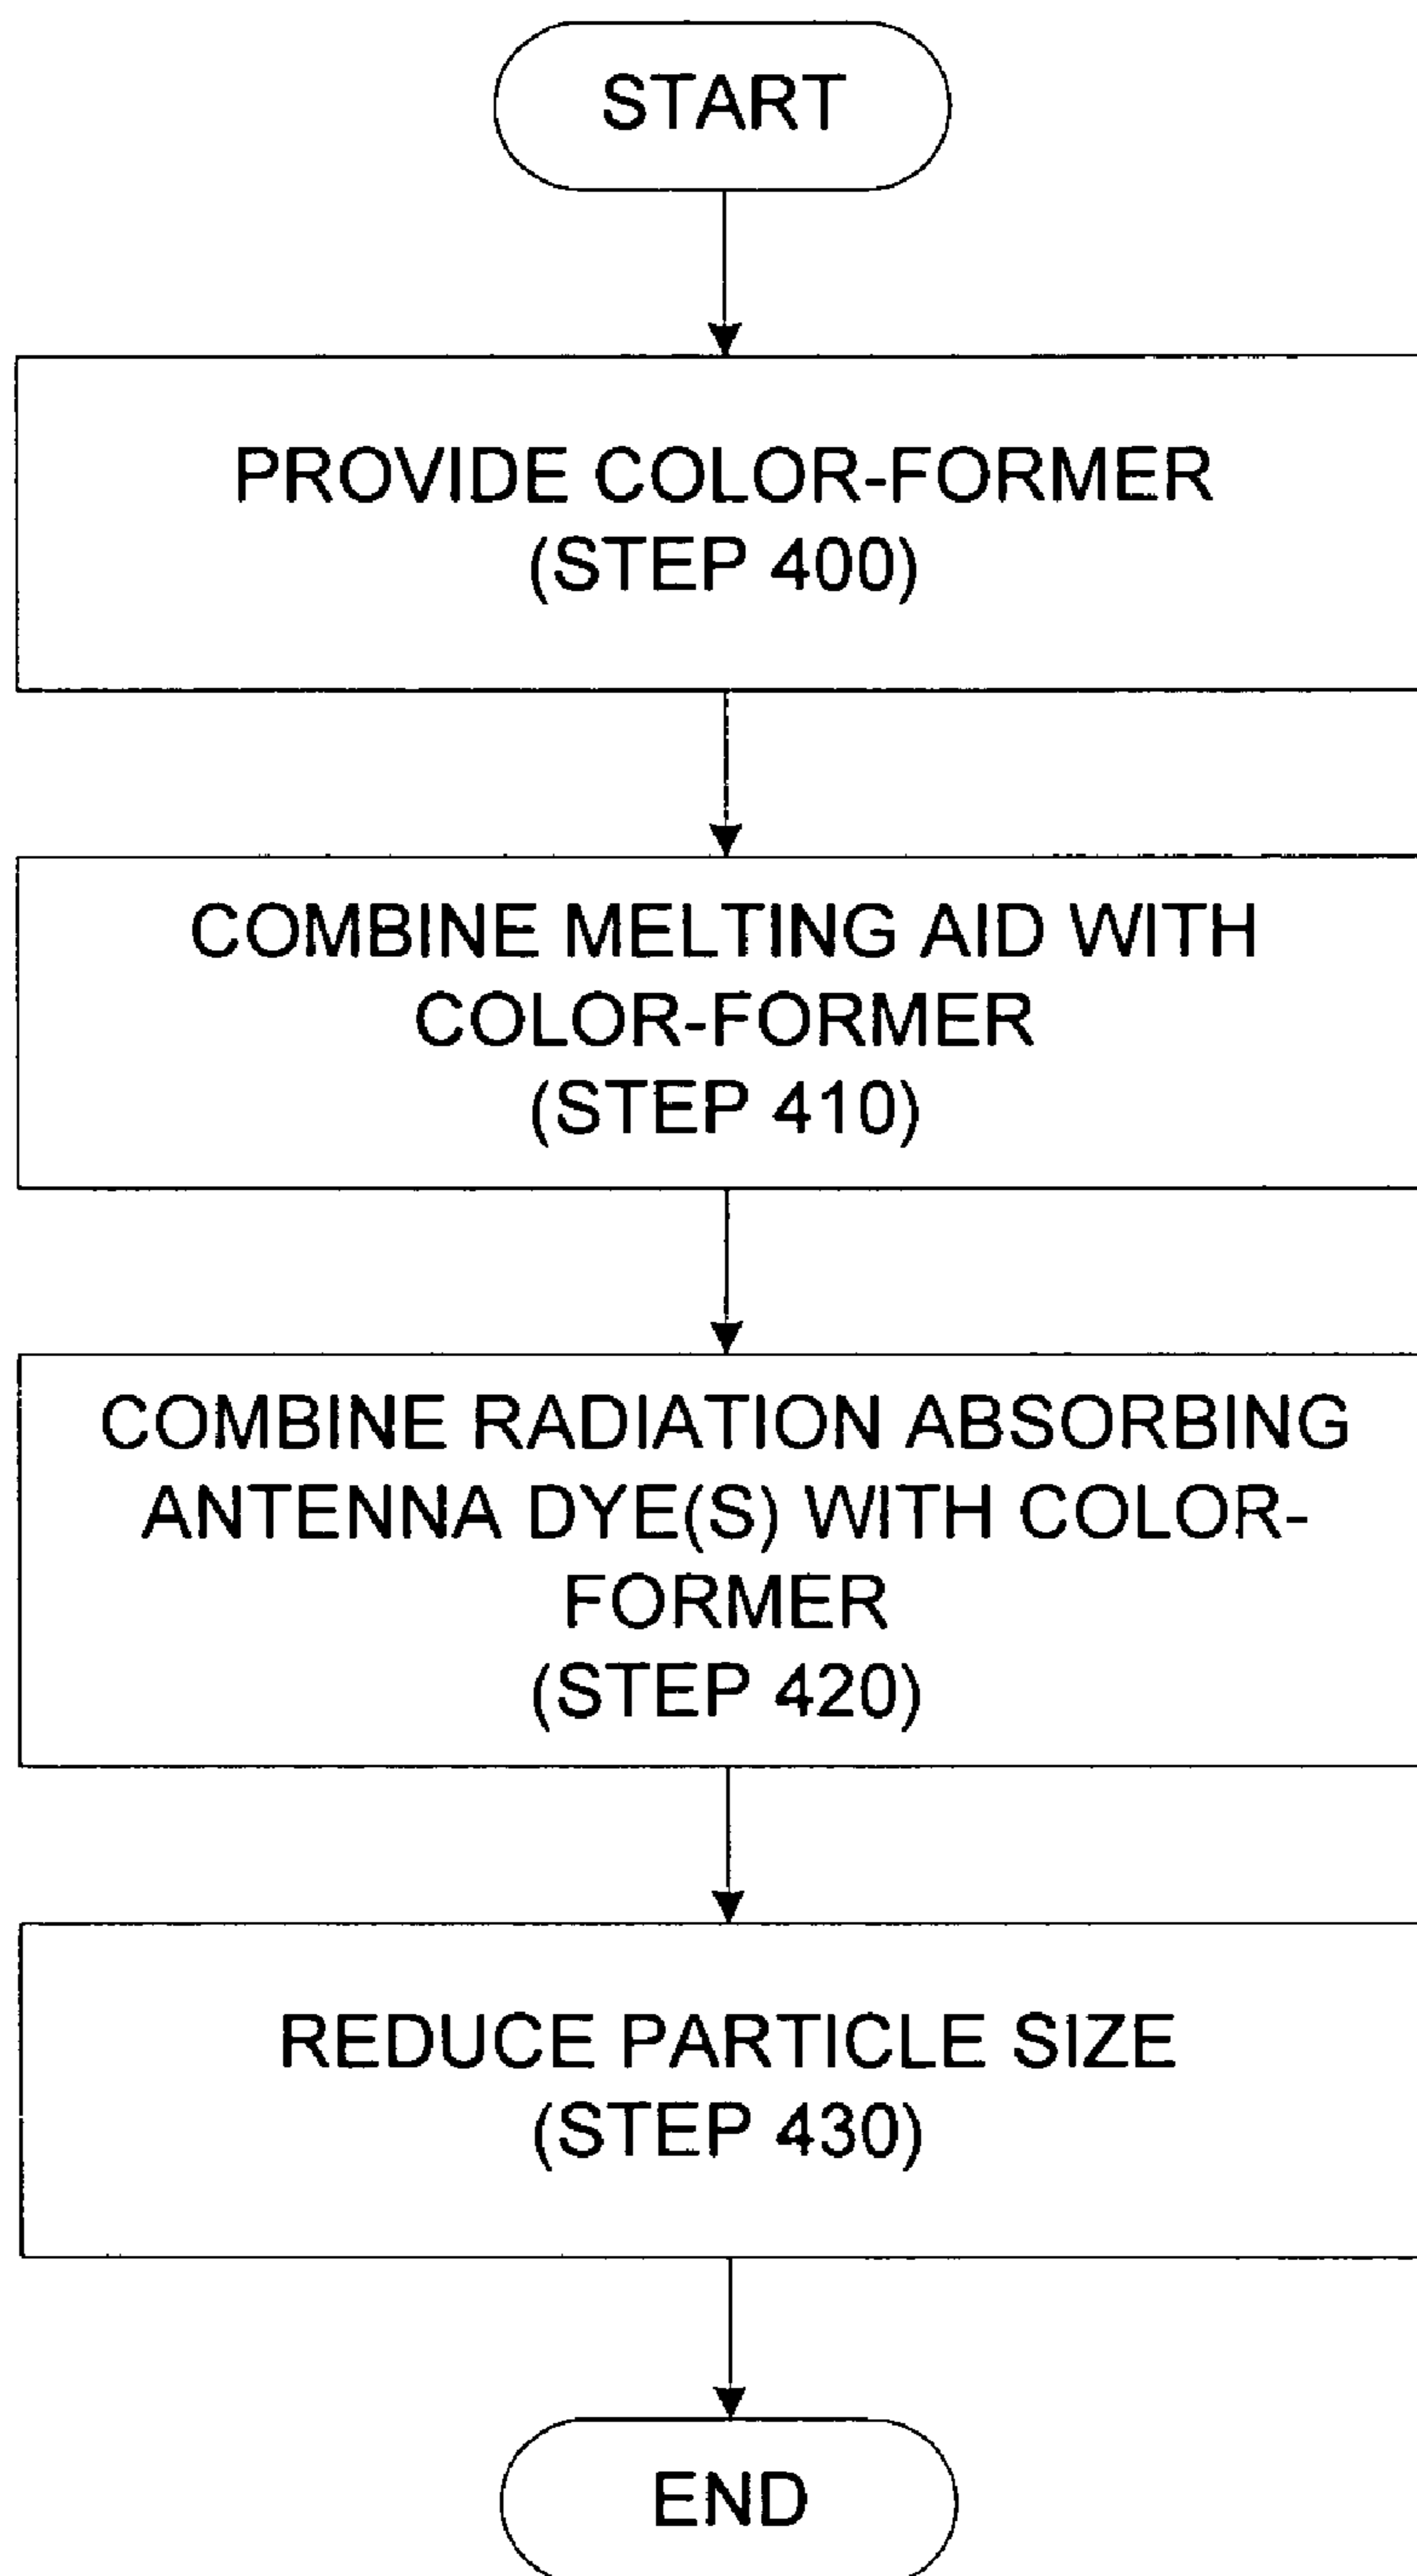 START
PROVIDE COLOR-FORMER
(STEP 400)
COMBINE MELTING AID WITH
COLOR-FORMER
(STEP 410)
COMBINE RADIATION ABSORBING
ANTENNA DYE(S) WITH COLOR-
FORMER
(STEP 420)
REDUCE PARTICLE SIZE
(STEP 430)
END